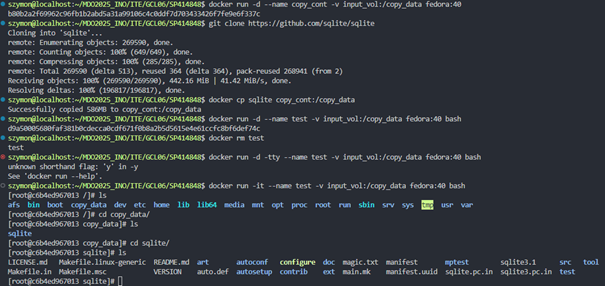 szymon@localhost:~/MDO2025_INO/ITE/GCL06/SP414848$ docker run -d --name copy_cont -v input_vol:/copy_data fedora:40
b80b2a2f69962c96fb1b2abd5a31a99106c4c0ddf7d703433426f7fe9e6f337c
szymon@localhost:~/MDO2025_INO/ITE/GCL06/SP414848$ git clone https://github.com/sqlite/sqlite
Cloning into 'sqlite'...
remote: Enumerating objects: 269590, done.
remote: Counting objects: 100% (649/649), done.
remote: Compressing objects: 100% (285/285), done.
remote: Total 269590 (delta 513), reused 364 (delta 364), pack-reused 268941 (from 2)
Receiving objects: 100% (269590/269590), 442.16 MiB | 41.42 MiB/s, done.
Resolving deltas: 100% (196817/196817), done.
szymon@localhost:~/MDO2025_INO/ITE/GCL06/SP414848$ docker cp sqlite copy_cont:/copy_data
Successfully copied 586MB to copy_cont:/copy_data
szymon@localhost:~/MDO2025_INO/ITE/GCL06/SP414848$ docker run -d --name test -v input_vol:/copy_data fedora:40 bash
d9a50005680faf381b0cdecca0cdf671f0b8a2b5d5615e4e61ccfc8bf6def74c
szymon@localhost:~/MDO2025_INO/ITE/GCL06/SP414848$ docker rm test
test
szymon@localhost:~/MDO2025_INO/ITE/GCL06/SP414848$ docker run -d -tty --name test -v input_vol:/copy_data fedora:40 bash
unknown shorthand flag: 'y' in -y
See 'docker run --help'.
szymon@localhost:~/MDO2025_INO/ITE/GCL06/SP414848$ docker run -it --name test -v input_vol:/copy_data fedora:40 bash
[root@c6b4ed967013 /]# ls
afs bin boot copy_data dev etc home lib lib64 media mnt opt proc root run sbin srv sys tmp usr var
[root@c6b4ed967013 /]# cd copy_data/
[root@c6b4ed967013 copy_data]# ls
sqlite
[root@c6b4ed967013 copy_data]# cd sqlite/
[root@c6b4ed967013 sqlite]# ls
LICENSE.md Makefile.linux-generic README.md art autoconf configure doc magic.txt manifest mptest sqlite3.1 src tool
Makefile.in Makefile.msc VERSION auto.def autosetup contrib ext main.mk manifest.uuid sqlite.pc.in sqlite3.pc.in test
[root@c6b4ed967013 sqlite]#